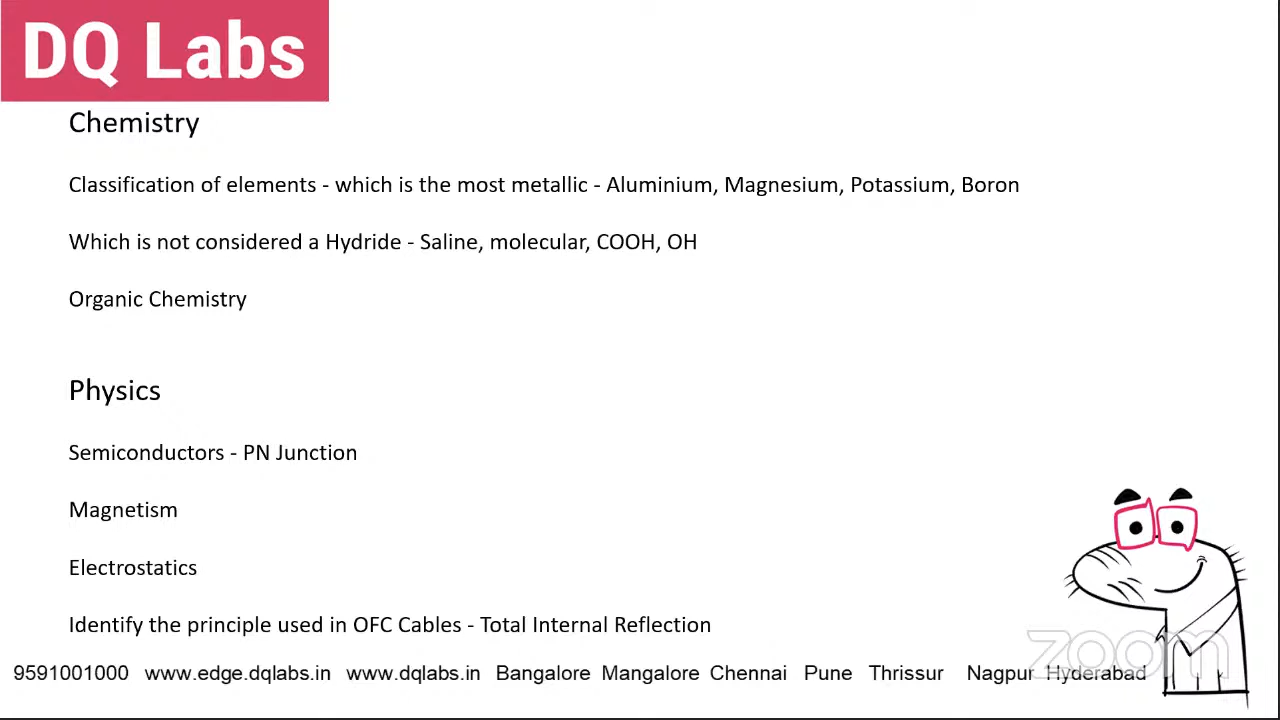 DQ Labs
Chemistry
Classification of elements - which is the most metallic - Aluminium, Magnesium, Potassium, Boron
Which is not considered a Hydride - Saline, molecular, COOH, OH
Organic Chemistry
Physics
Semiconductors - PN Junction
Magnetism
Electrostatics
Identify the principle used in OFC Cables - Total Internal Reflection
zoom
9591001000 www.edge.dqlabs.in www.dqlabs.in Bangalore Mangalore Chennai Pune Thrissur Nagpur Hyderabad